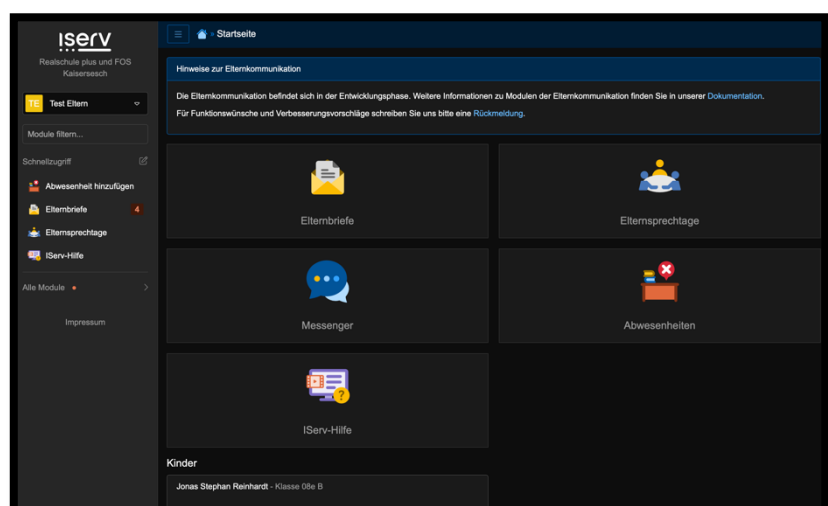 IServ
Realschule plus und FOS
Kaisersesch
TE Test Eltern
Module filtern...
Schnellzugriff
Abwesenheit hinzufügen
Elternbriefe 4
Elternsprechtage
IServ-Hilfe
Alle Module
Impressum
» Startseite
Hinweise zur Elternkommunikation
Die Elternkommunikation befindet sich in der Entwicklungsphase. Weitere Informationen zu Modulen der Elternkommunikation finden Sie in unserer Dokumentation.
Für Funktionswünsche und Verbesserungsvorschläge schreiben Sie uns bitte eine Rückmeldung.
Elternbriefe
Elternsprechtage
Messenger
Abwesenheiten
?
IServ-Hilfe
Kinder
Jonas Stephan Reinhardt - Klasse 08e B